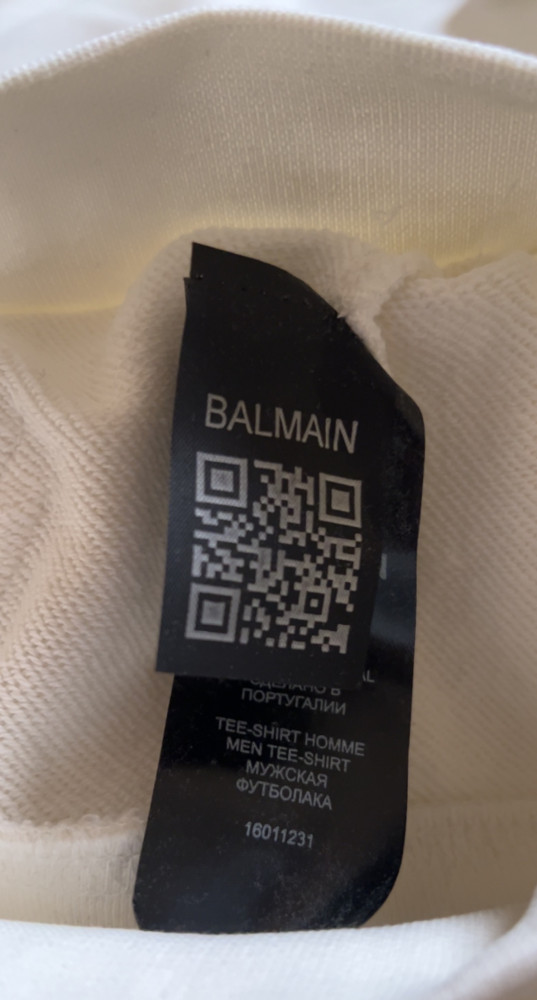 BALMAIN
СДЕЛАНО В
ПОРТУГАЛИИ
TEE-SHIRT HOMME
MEN TEE-SHIRT
МУЖСКАЯ
ФУТБОЛАКА
16011231